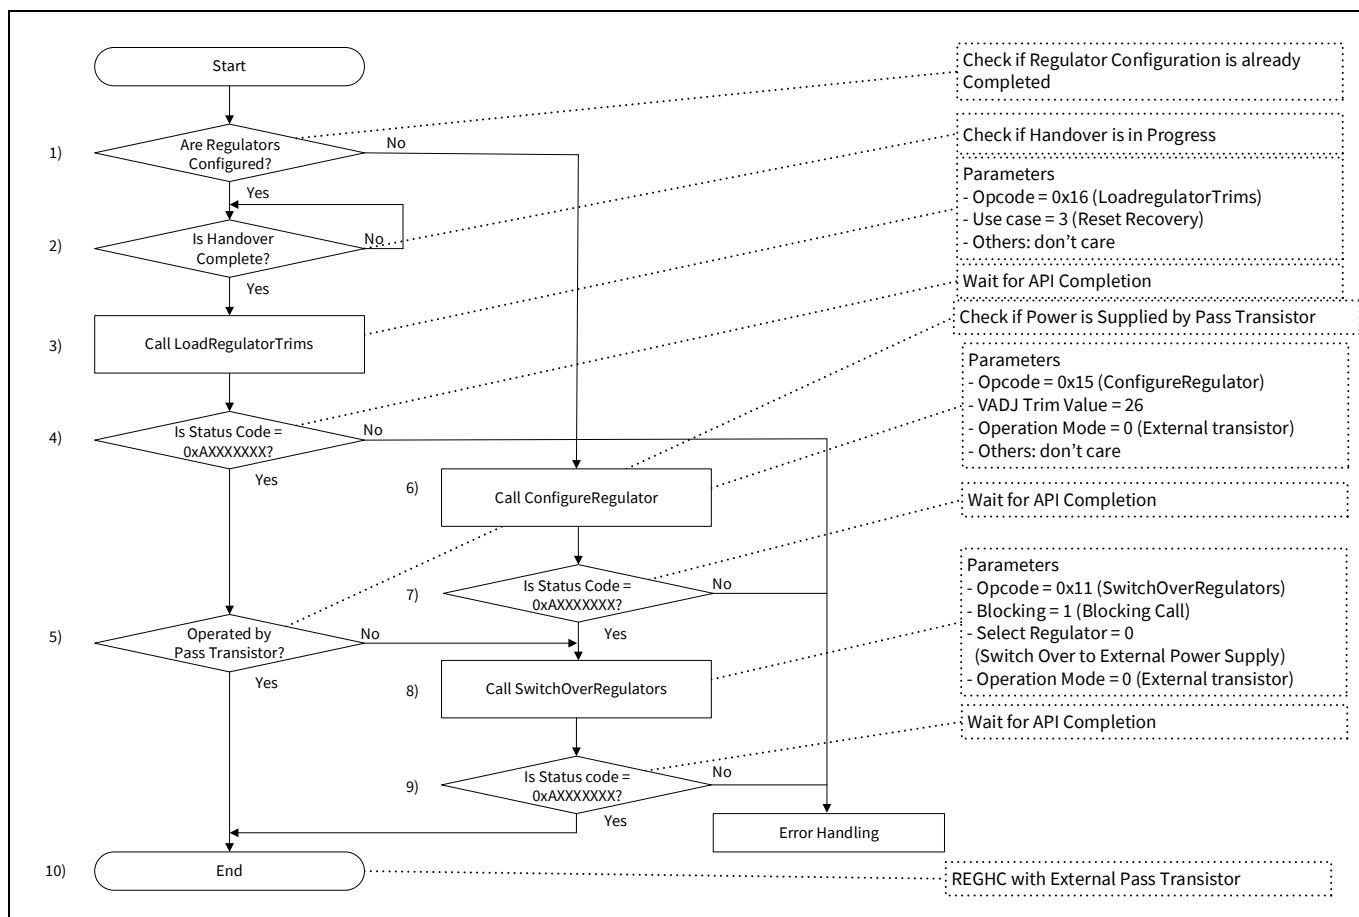 Start
Check if Regulator Configuration is already
Completed
1)
Are Regulators
Configured?
No
Yes
Check if Handover is in Progress
2)
Is Handover
Complete?
No
Yes
Parameters
- Opcode = 0x16 (LoadregulatorTrims)
- Use case = 3 (Reset Recovery)
- Others: don't care
3)
Call LoadRegulatorTrims
Wait for API Completion
Check if Power is Supplied by Pass Transistor
4)
Is Status Code =
0xAXXXXXXX?
No
Yes
Parameters
- Opcode = 0x15 (ConfigureRegulator)
- VADJ Trim Value = 26
- Operation Mode = 0 (External transistor)
- Others: don't care
6)
Call ConfigureRegulator
Wait for API Completion
7)
Is Status Code =
0xAXXXXXXX?
No
Yes
5)
Operated by
Pass Transistor?
No
Yes
Parameters
- Opcode = 0x11 (SwitchOverRegulators)
- Blocking = 1 (Blocking Call)
- Select Regulator = 0
(Switch Over to External Power Supply)
- Operation Mode = 0 (External transistor)
8)
Call SwitchOverRegulators
Wait for API Completion
9)
Is Status code =
0xAXXXXXXX?
No
Yes
Error Handling
10)
End
REGHC with External Pass Transistor